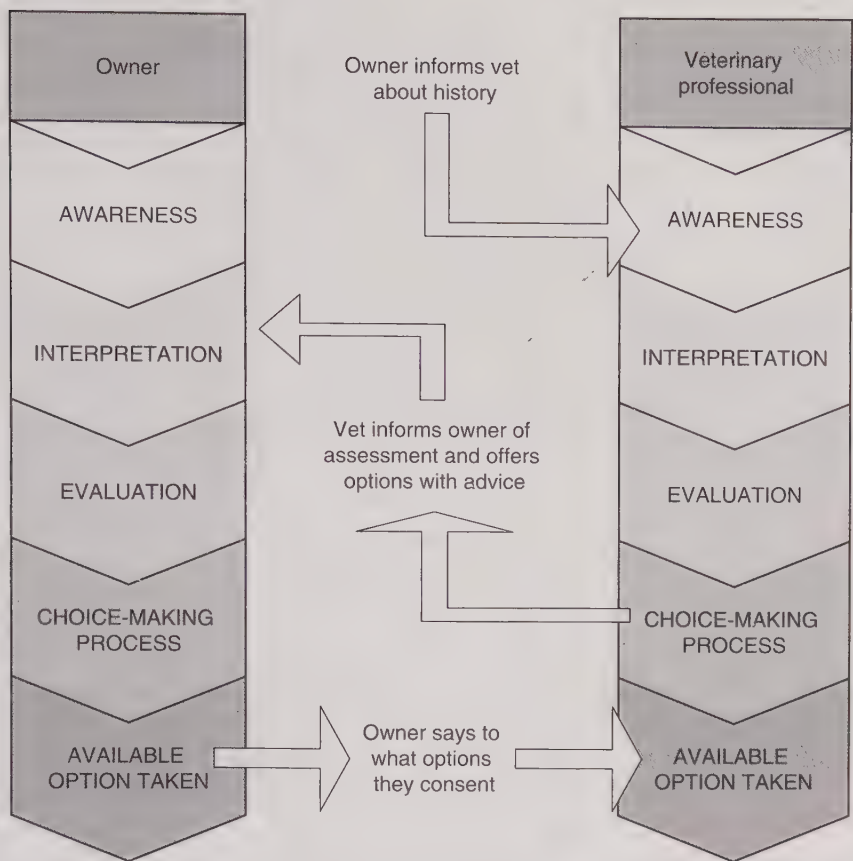 Owner
AWARENESS
INTERPRETATION
EVALUATION
CHOICE-MAKING
PROCESS
AVAILABLE
OPTION TAKEN
Owner informs vet
about history
Vet informs owner of
assessment and offers
options with advice
Owner says to
what options
they consent
Veterinary
professional
AWARENESS
INTERPRETATION
EVALUATION
CHOICE-MAKING
PROCESS
AVAILABLE
OPTION TAKEN